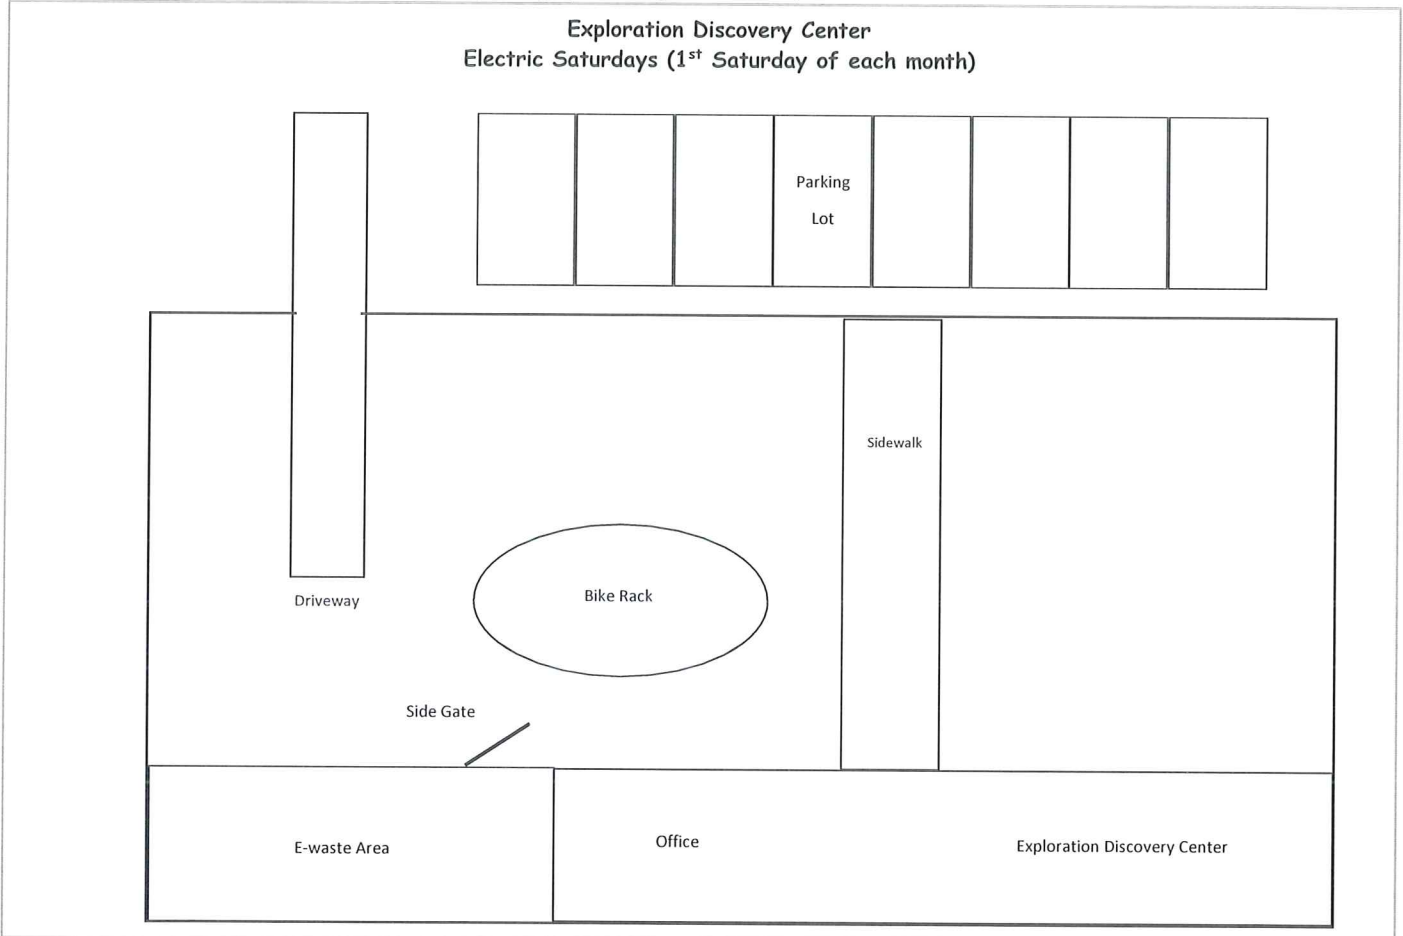 Exploration Discovery Center
Electric Saturdays (1st Saturday of each month)
Parking
Lot
Sidewalk
Bike Rack
Driveway
Side Gate
E-waste Area
Office
Exploration Discovery Center